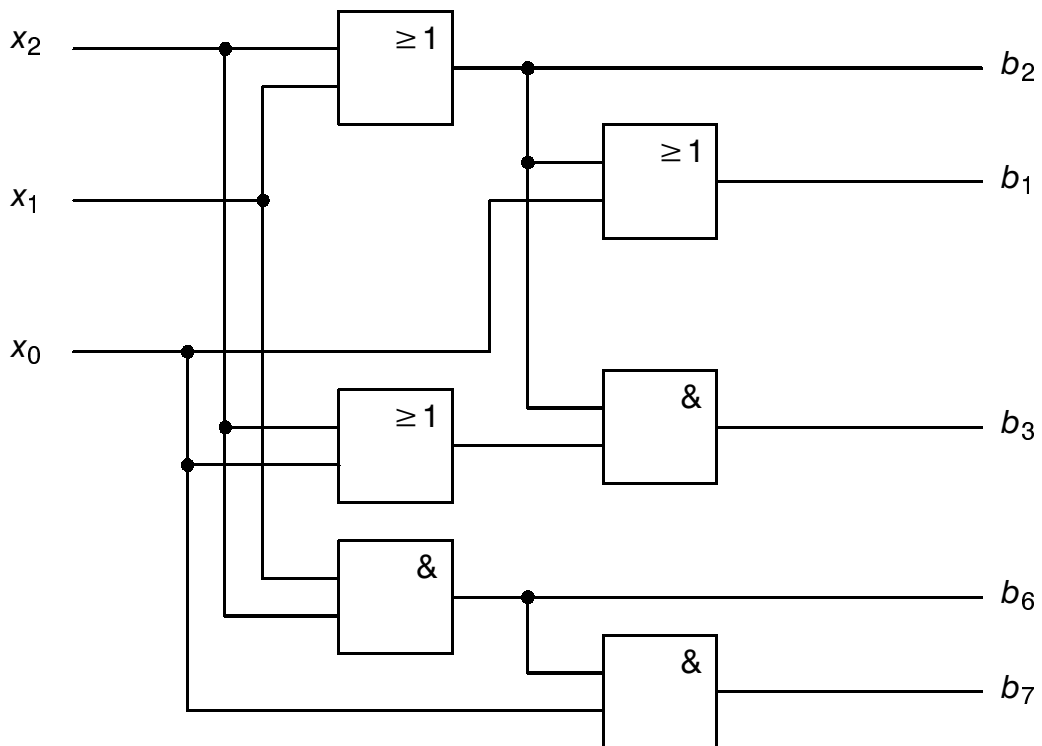 x₂
≥ 1
b₂
≥ 1
b₁
x₁
x₀
≥ 1
&
b₃
&
b₆
&
b₇